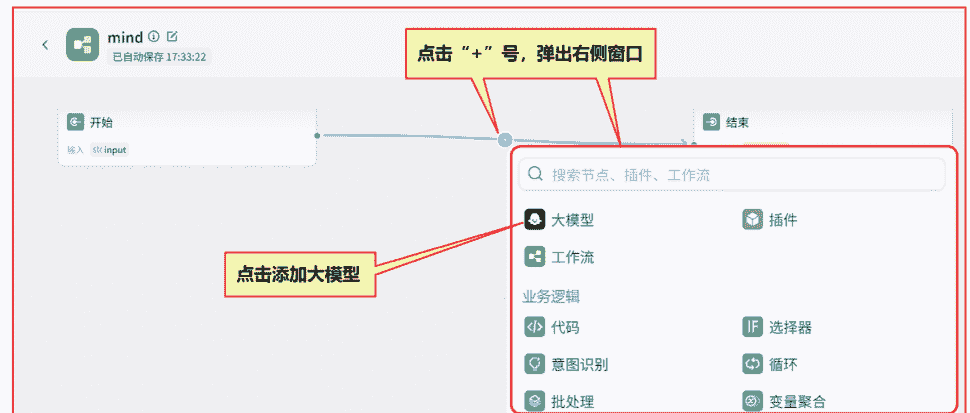 mind
已自动保存 17:33:22
点击“+”号，弹出右侧窗口
开始
输入 str. input
结束
搜索节点、插件、工作流
大模型
插件
工作流
点击添加大模型
业务逻辑
代码
IF 选择器
意图识别
循环
批处理
变量聚合